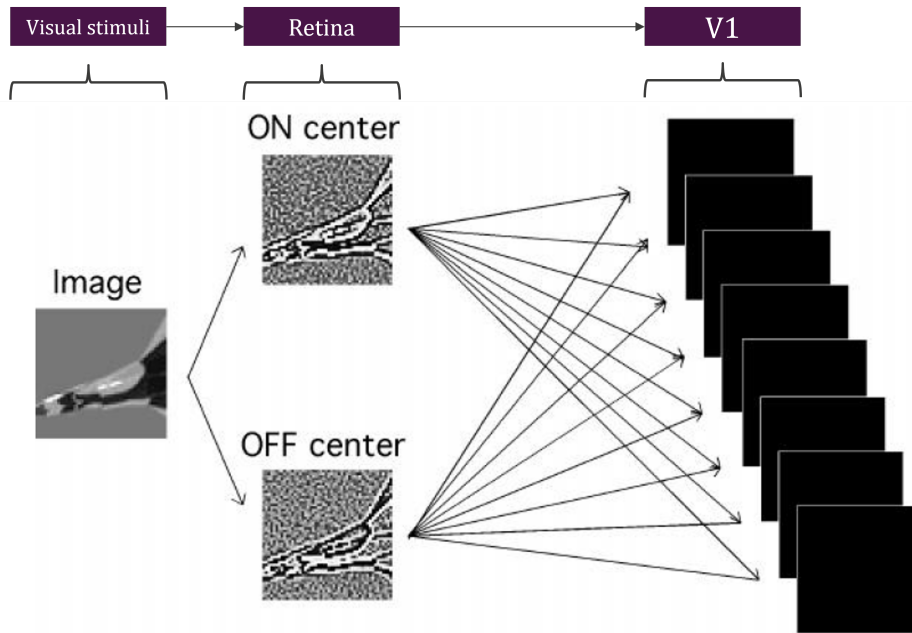 Visual stimuli
Retina
V1
ON center
Image
OFF center